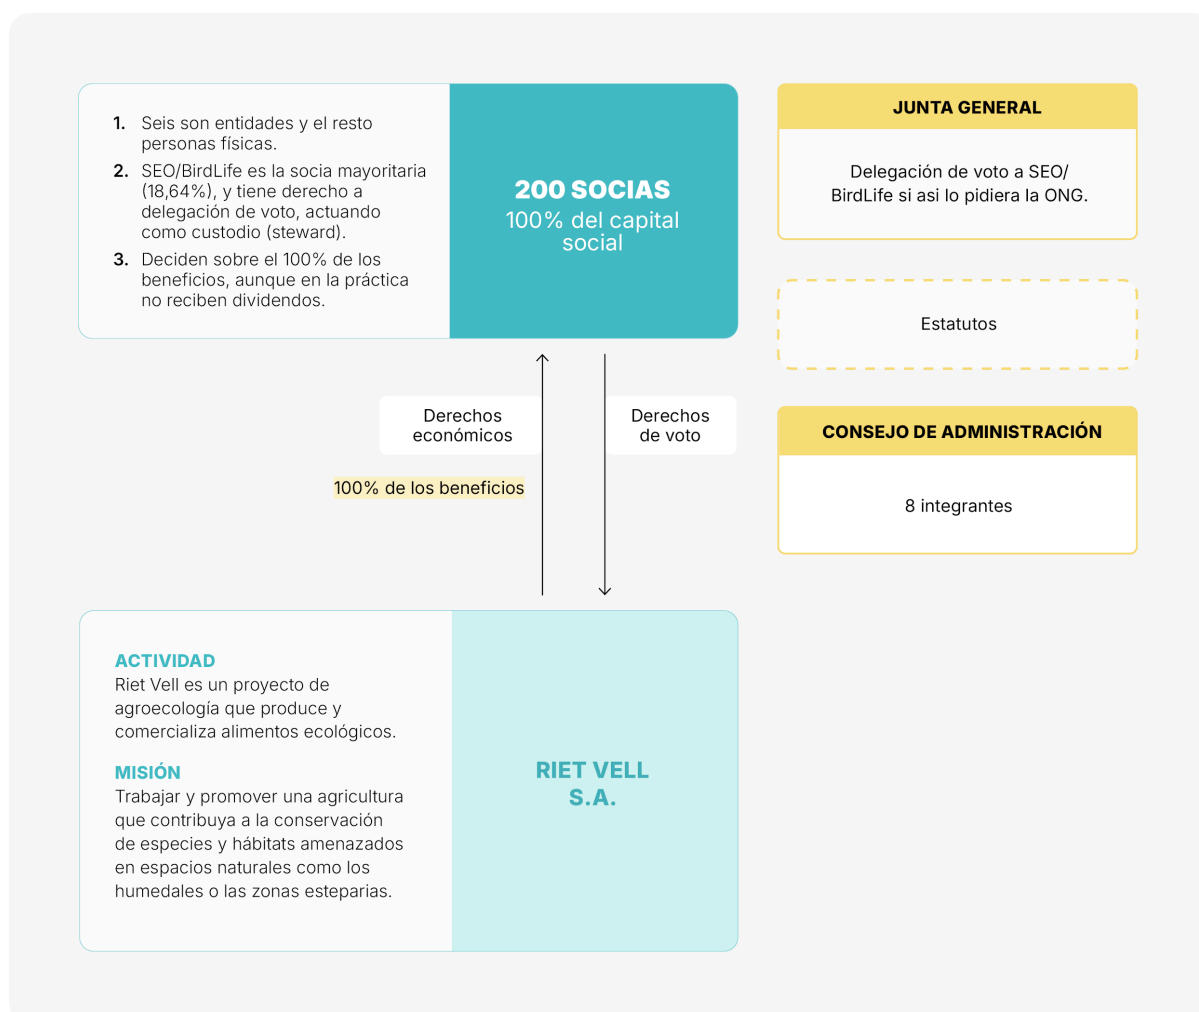 1. Seis son entidades y el resto
personas físicas.
2. SEO/BirdLife es la socia mayoritaria
(18,64%), y tiene derecho a
delegación de voto, actuando
como custodio (steward).
3. Deciden sobre el 100% de los
beneficios, aunque en la práctica
no reciben dividendos.
200 SOCIAS
100% del capital
social
JUNTA GENERAL
Delegación de voto a SEO/
BirdLife si asi lo pidiera la ONG.
Estatutos
CONSEJO DE ADMINISTRACIÓN
8 integrantes
Derechos
económicos
Derechos
de voto
100% de los beneficios
ACTIVIDAD
Riet Vell es un proyecto de
agroecología que produce y
comercializa alimentos ecológicos.
MISIÓN
Trabajar y promover una agricultura
que contribuya a la conservación
de especies y hábitats amenazados
en espacios naturales como los
humedales o las zonas esteparias.
RIET VELL
S.A.